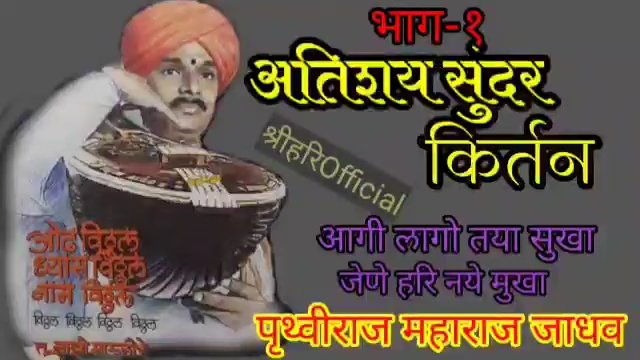 भाग-१
अतिशय सुंदर
किर्तन
श्रीहरिOfficial
आगी लागो तया सुखा
जेणे हरि नये मुखा
पृथ्वीराज महाराज जाधव
ओढ विठ्ठल
ध्यास विठ्ठल
नाम विठ्ठल
विठ्ठल विठ्ठल विठ्ठल विठ्ठल